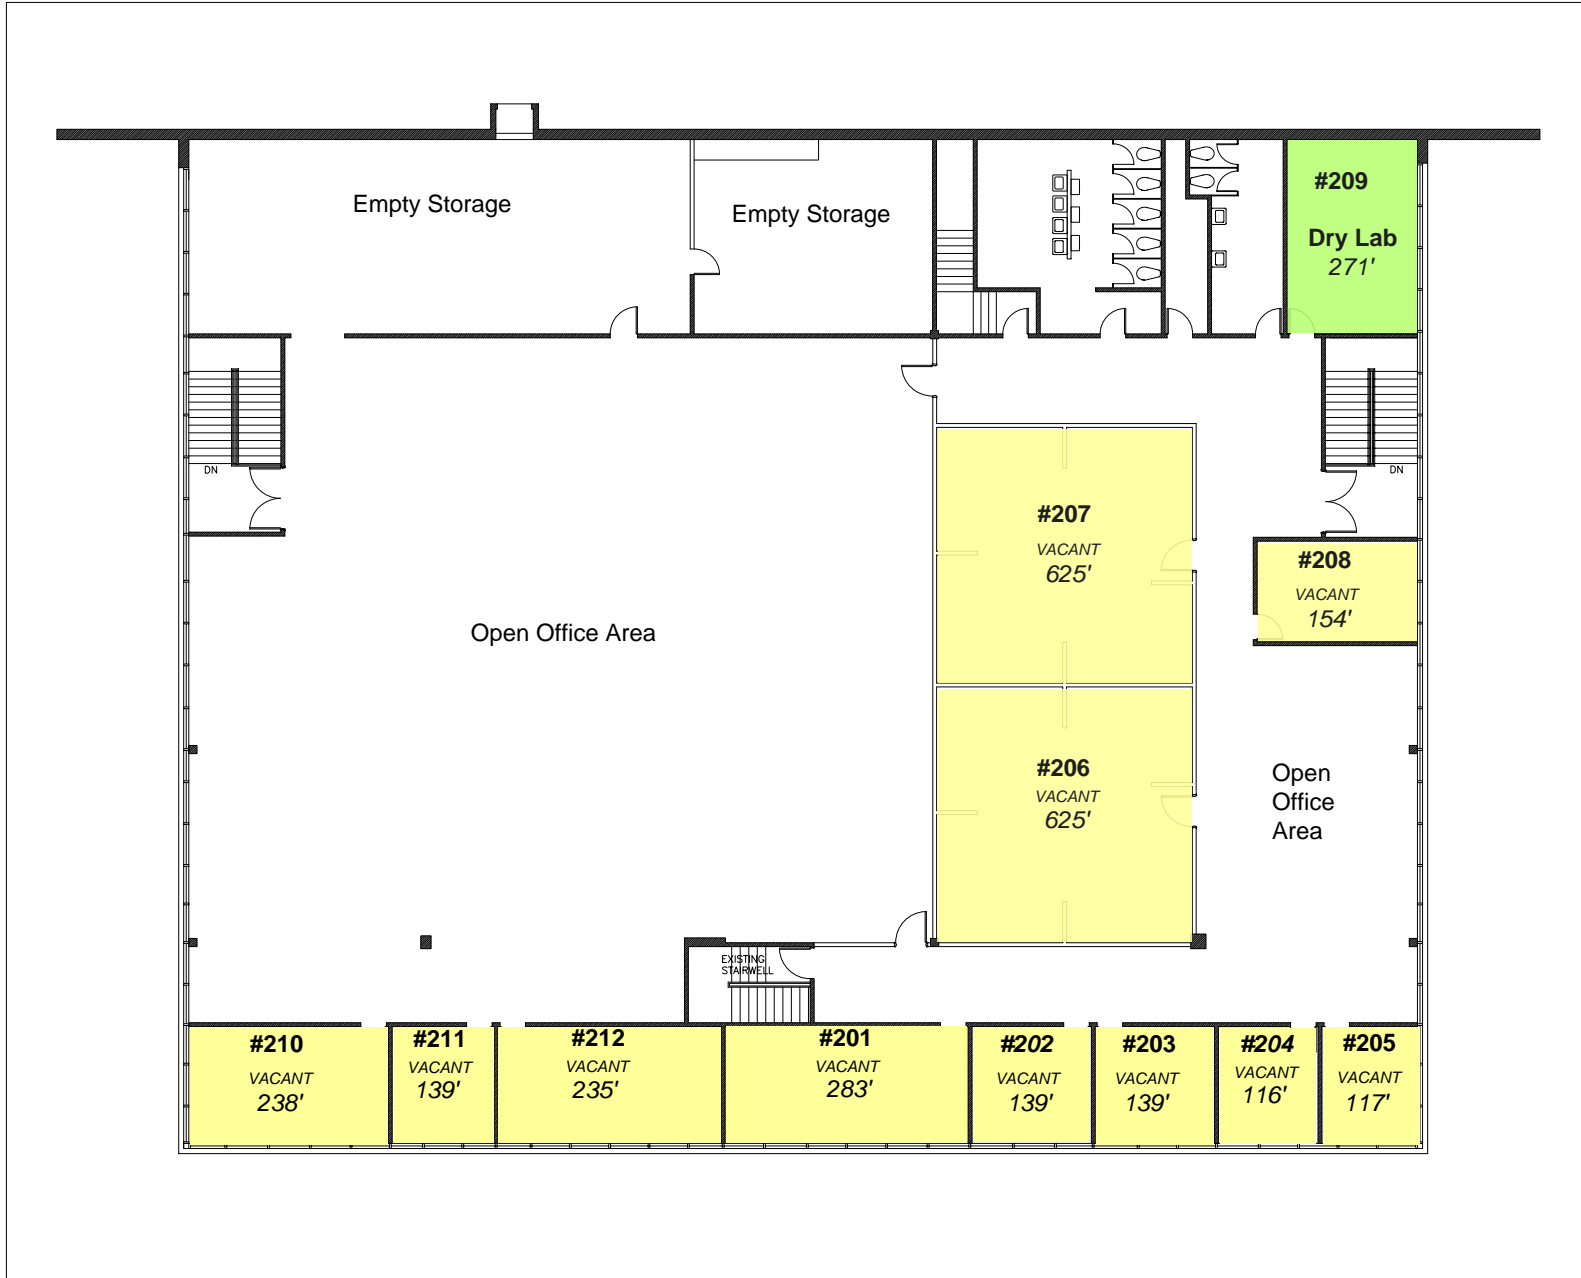 Empty Storage
Empty Storage
#209
Dry Lab
271'
DN
DN
#207
VACANT
625'
#208
VACANT
154'
Open Office Area
#206
VACANT
625'
Open
Office
Area
EXISTING
STAIRWELL
#210
VACANT
238'
#211
VACANT
139'
#212
VACANT
235'
#201
VACANT
283'
#202
VACANT
139'
#203
VACANT
139'
#204
VACANT
116'
#205
VACANT
117'